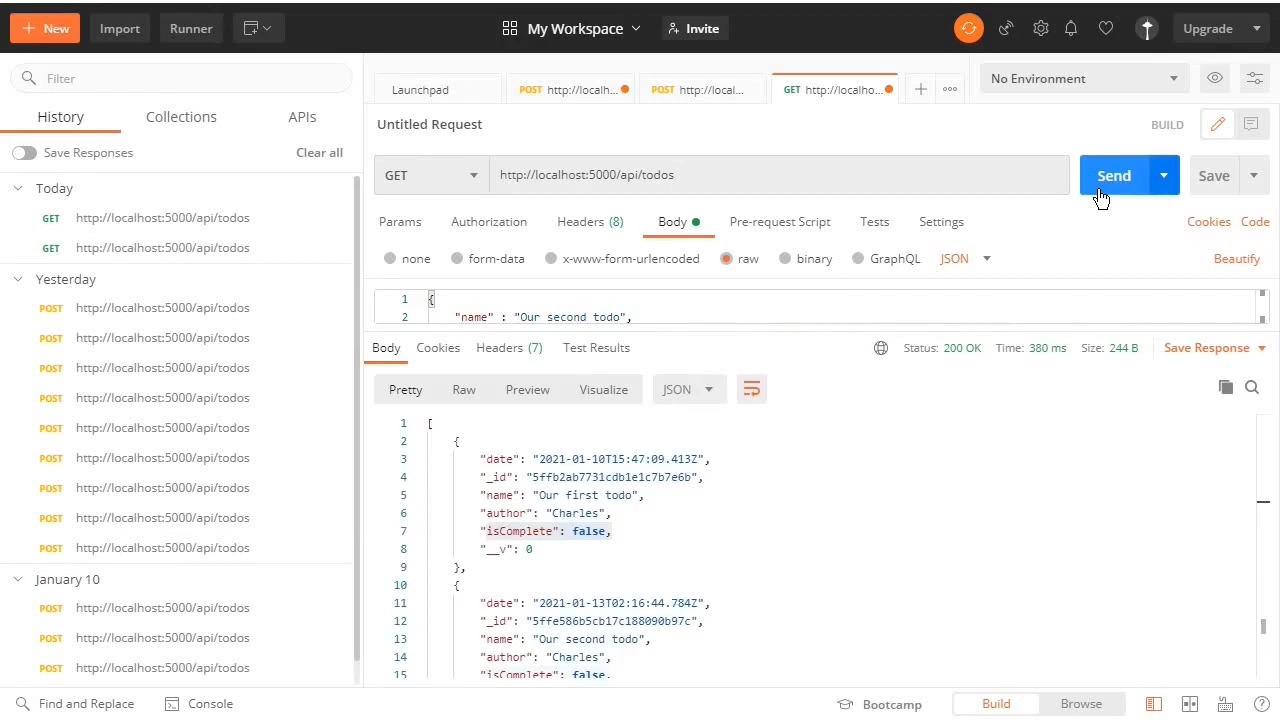 New
Import
Runner
My Workspace
Invite
Upgrade
Filter
History
Collections
APIs
Save Responses
Clear all
Today
GET http://localhost:5000/api/todos
GET http://localhost:5000/api/todos
Yesterday
POST http://localhost:5000/api/todos
POST http://localhost:5000/api/todos
POST http://localhost:5000/api/todos
POST http://localhost:5000/api/todos
POST http://localhost:5000/api/todos
POST http://localhost:5000/api/todos
POST http://localhost:5000/api/todos
POST http://localhost:5000/api/todos
POST http://localhost:5000/api/todos
January 10
POST http://localhost:5000/api/todos
POST http://localhost:5000/api/todos
POST http://localhost:5000/api/todos
Launchpad
POST http://localh...
POST http://local...
GET http://localho...
No Environment
Untitled Request
BUILD
GET
http://localhost:5000/api/todos
Send
Save
Params
Authorization
Headers (8)
Body
Pre-request Script
Tests
Settings
Cookies
Code
none
form-data
x-www-form-urlencoded
raw
binary
GraphQL
JSON
Beautify
1 {
2 "name" : "Our second todo",
Body
Cookies
Headers (7)
Test Results
Status: 200 OK
Time: 380 ms
Size: 244 B
Save Response
Pretty
Raw
Preview
Visualize
JSON
1 [
2 {
3 "date": "2021-01-10T15:47:09.413Z",
4 "_id": "5ffb2ab7731cdb1e1c7b7e6b",
5 "name": "Our first todo",
6 "author": "Charles",
7 "isComplete": false,
8 "__v": 0
9 },
10 {
11 "date": "2021-01-13T02:16:44.784Z",
12 "_id": "5ffe586b5cb17c188090b97c",
13 "name": "Our second todo",
14 "author": "Charles",
15 "isComplete": false,
Find and Replace
Console
Bootcamp
Build
Browse